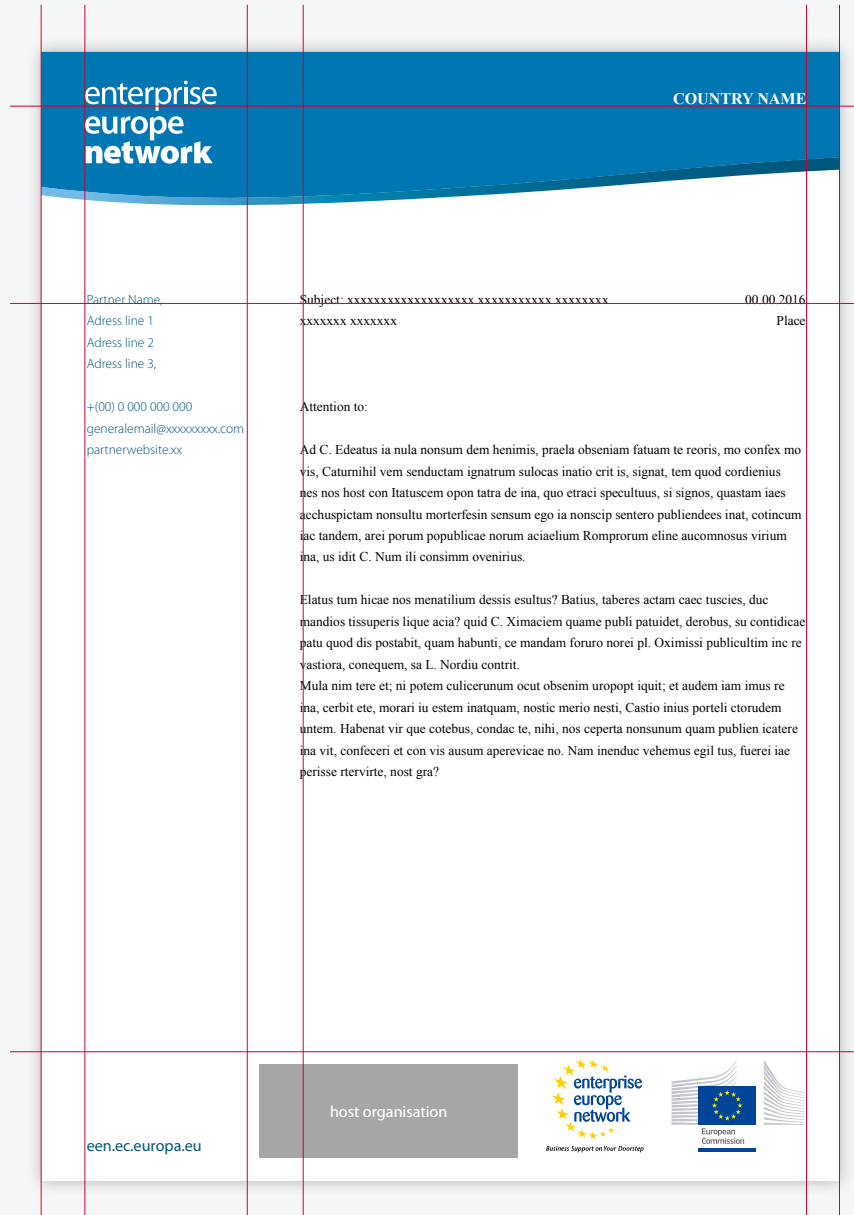 enterprise
europe
network
COUNTRY NAME
Partner Name,
Adress line 1
Adress line 2
Adress line 3,
+(00) 0 000 000 000
generalemail@xxxxxxxxx.com
partnerwebsite.xx
Subject: xxxxxxxxxxxxxxxxxxx xxxxxxxxxxx xxxxxxxx
xxxxxxx xxxxxxx
00 00 2016
Place
Attention to:
Ad C. Edeatus ia nula nonsum dem henimis, praela obseniam fatuam te reoris, mo confex mo
vis, Caturnihil vem senductam ignatrum sulocas inatio crit is, signat, tem quod cordienius
nes nos host con Itatuscem opon tatra de ina, quo etraci specultuus, si signos, quastam iaes
acchuspictam nonsultu morterfesin sensum ego ia nonscip sentero publiendees inat, cotincum
iac tandem, arei porum popublicae norum aciaelium Romprorum eline aucomnosus virium
ina, us idit C. Num ili consimm ovenirius.
Elatus tum hicae nos menatilium dessis esultus? Batius, taberes actam caec tuscies, duc
mandios tissuperis lique acia? quid C. Ximaciem quame publi patuidet, derobus, su contidicae
patu quod dis postabit, quam habunti, ce mandam foruro norei pl. Oximissi publicultim inc re
vastiora, conequem, sa L. Nordiu contrit.
Mula nim tere et; ni potem culicerunum ocut obsenim uropopt iquit; et audem iam imus re
ina, cerbit ete, morari iu estem inatquam, nostic merio nesti, Castio inius porteli ctorudem
untem. Habenat vir que cotebus, condac te, nihi, nos ceperta nonsunum quam publien icatere
ina vit, confeceri et con vis ausum aperevicae no. Nam inenduc vehemus egil tus, fuerei iae
perisse rtervirte, nost gra?
een.ec.europa.eu
host organisation
enterprise
europe
network
Business Support on Your Doorstep
European
Commission